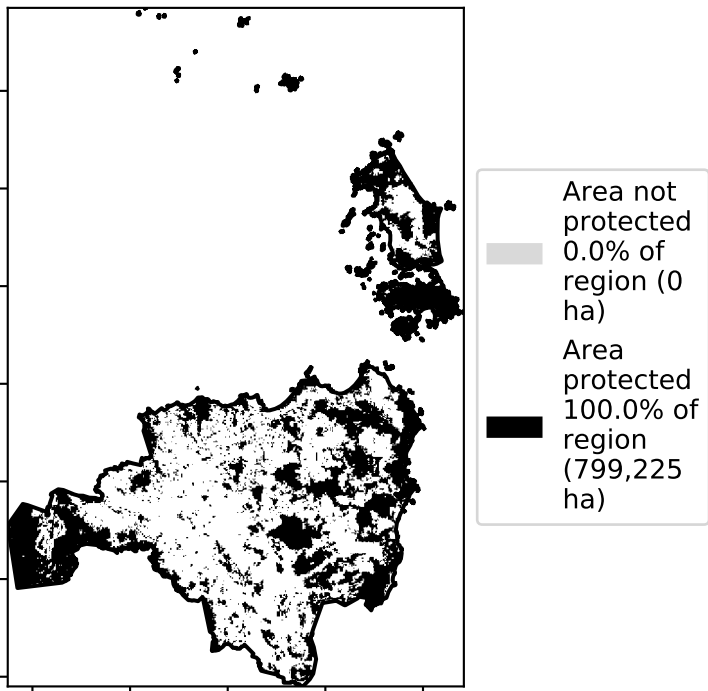 Area not
protected
0.0% of
region (0
ha)
Area
protected
100.0% of
region
(799,225
ha)